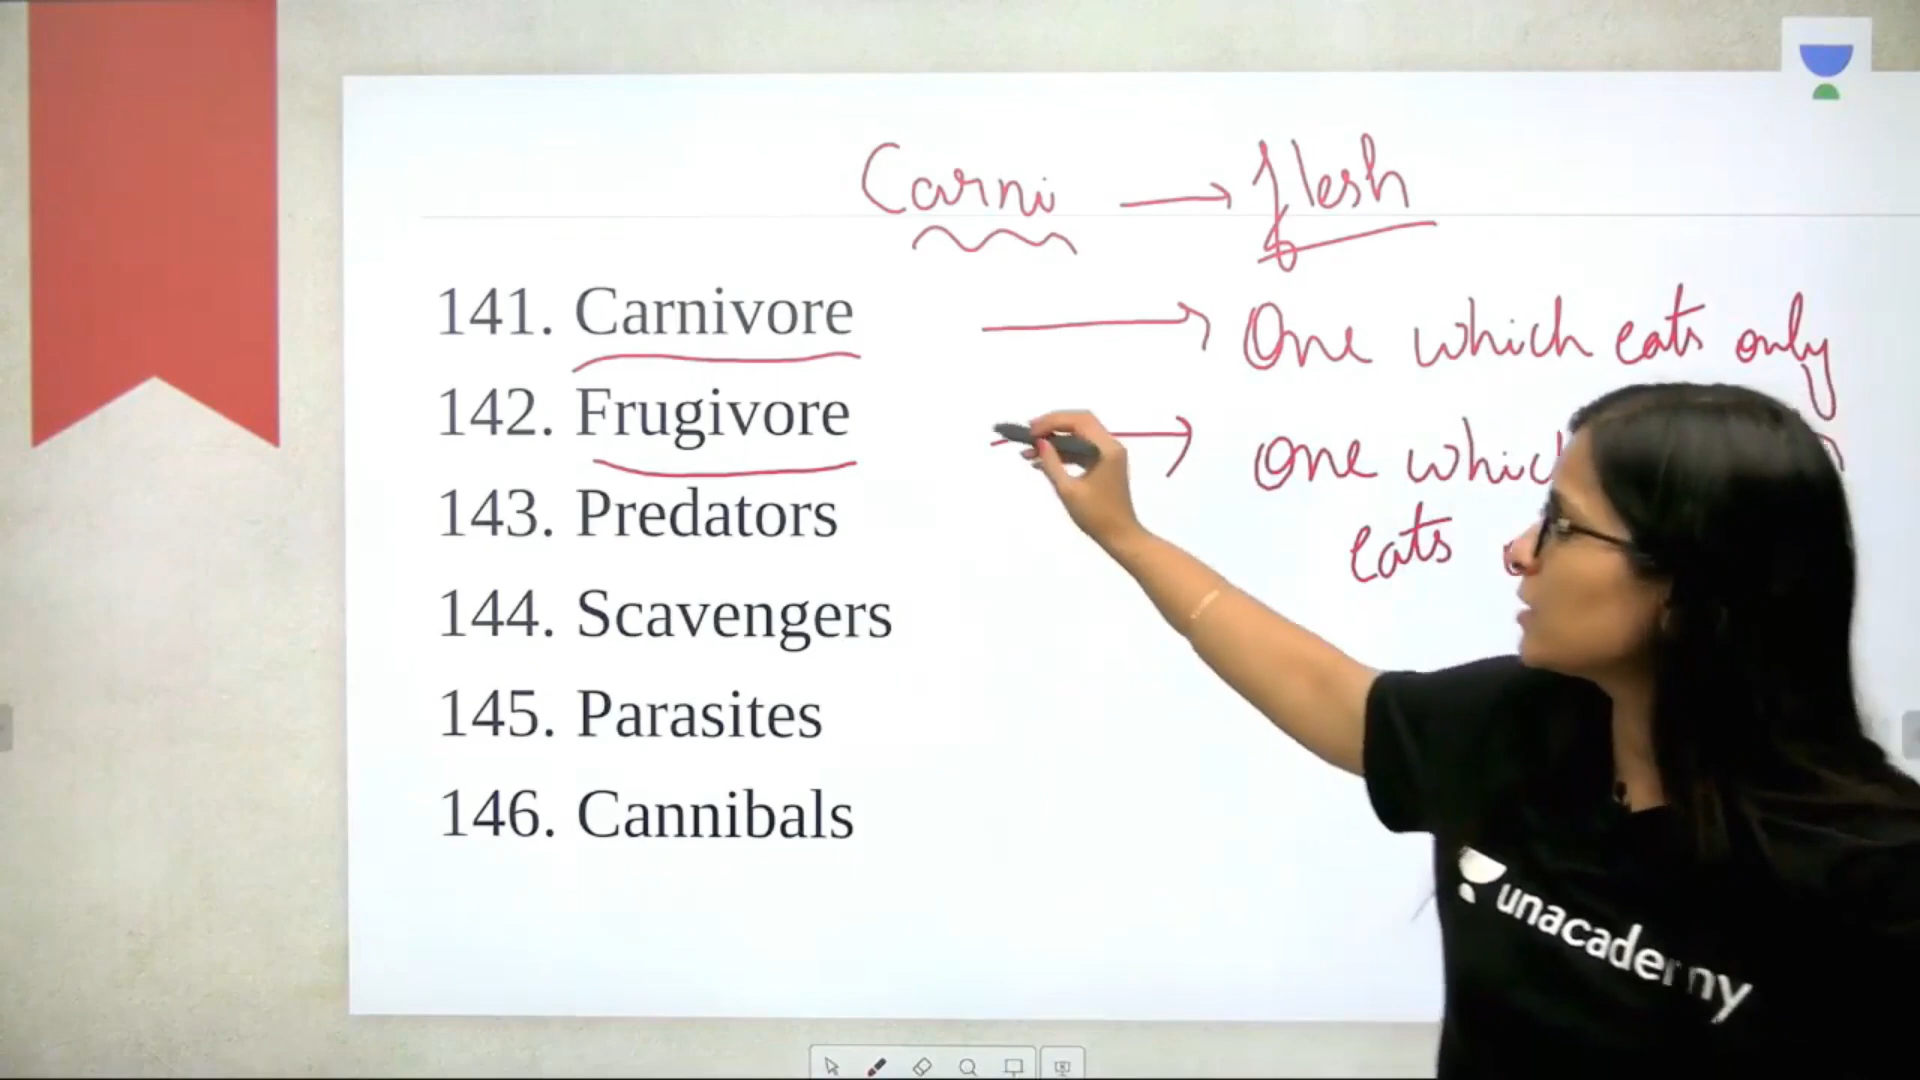 Carni → flesh
141. Carnivore → One which eats only
142. Frugivore → one which
eats
143. Predators
144. Scavengers
145. Parasites
146. Cannibals
unacademy